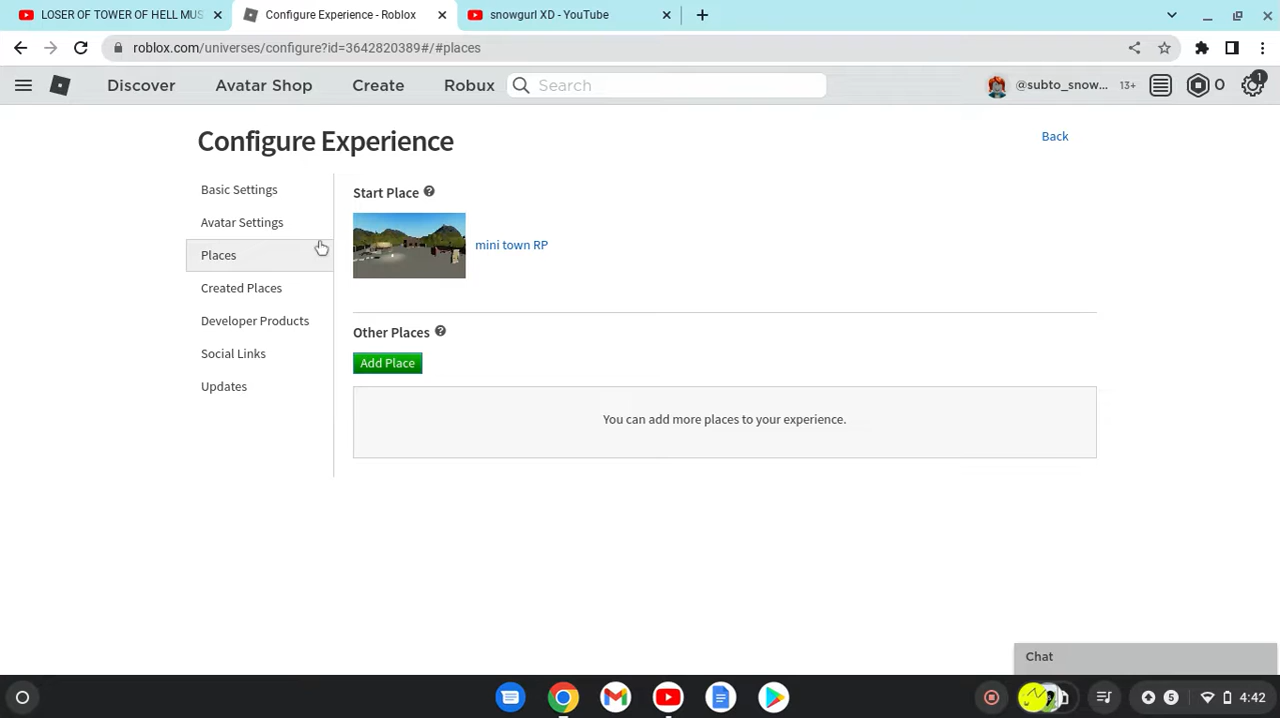 LOSER OF TOWER OF HELL MUS
Configure Experience - Roblox
snowgurl XD - YouTube
roblox.com/universes/configure?id=3642820389#/#places
Discover
Avatar Shop
Create
Robux
Search
@subto_snow...
13+
0
1
Configure Experience
Back
Basic Settings
Avatar Settings
Places
Created Places
Developer Products
Social Links
Updates
Start Place
mini town RP
Other Places
Add Place
You can add more places to your experience.
Chat
5
4:42